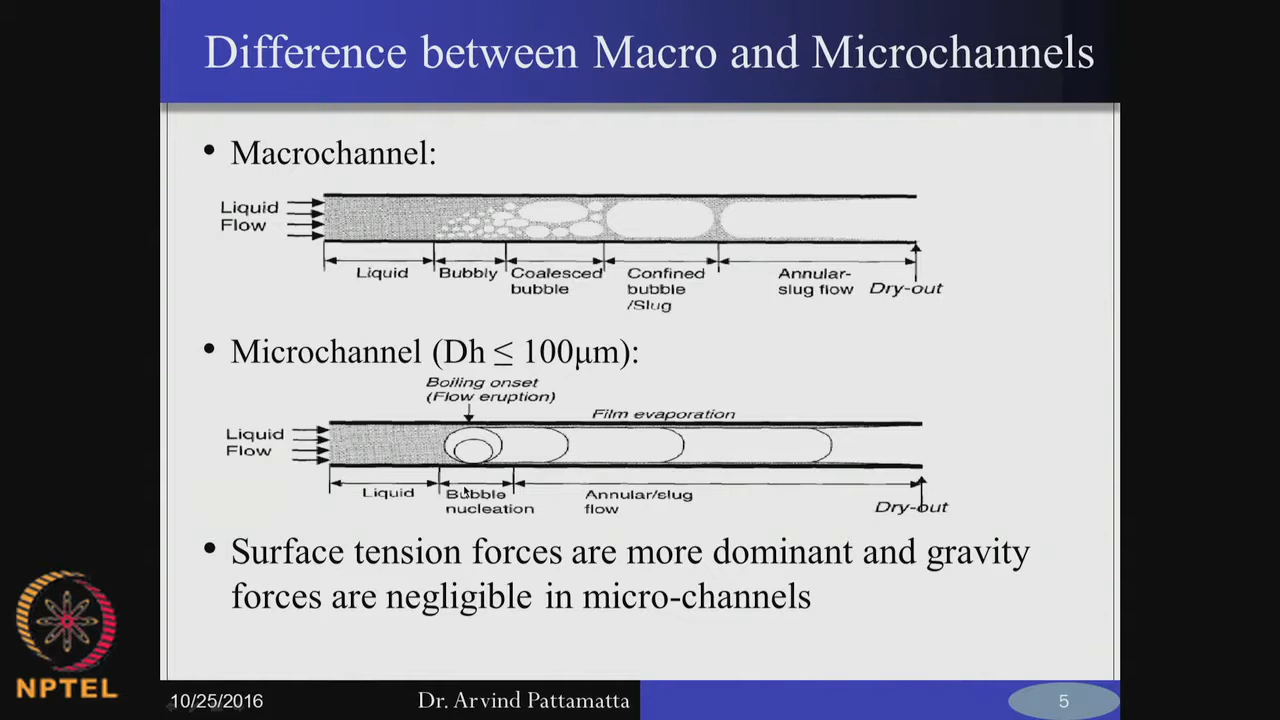 Difference between Macro and Microchannels
• Macrochannel:
Liquid
Flow
Liquid
Bubbly
Coalesced
bubble
Confined
bubble
/Slug
Annular-
slug flow
Dry-out
• Microchannel (Dh ≤ 100μm):
Boiling onset
(Flow eruption)
Film evaporation
Liquid
Flow
Liquid
Bubble
nucleation
Annular/slug
flow
Dry-out
• Surface tension forces are more dominant and gravity
forces are negligible in micro-channels
NPTEL
10/25/2016
Dr. Arvind Pattamatta
5